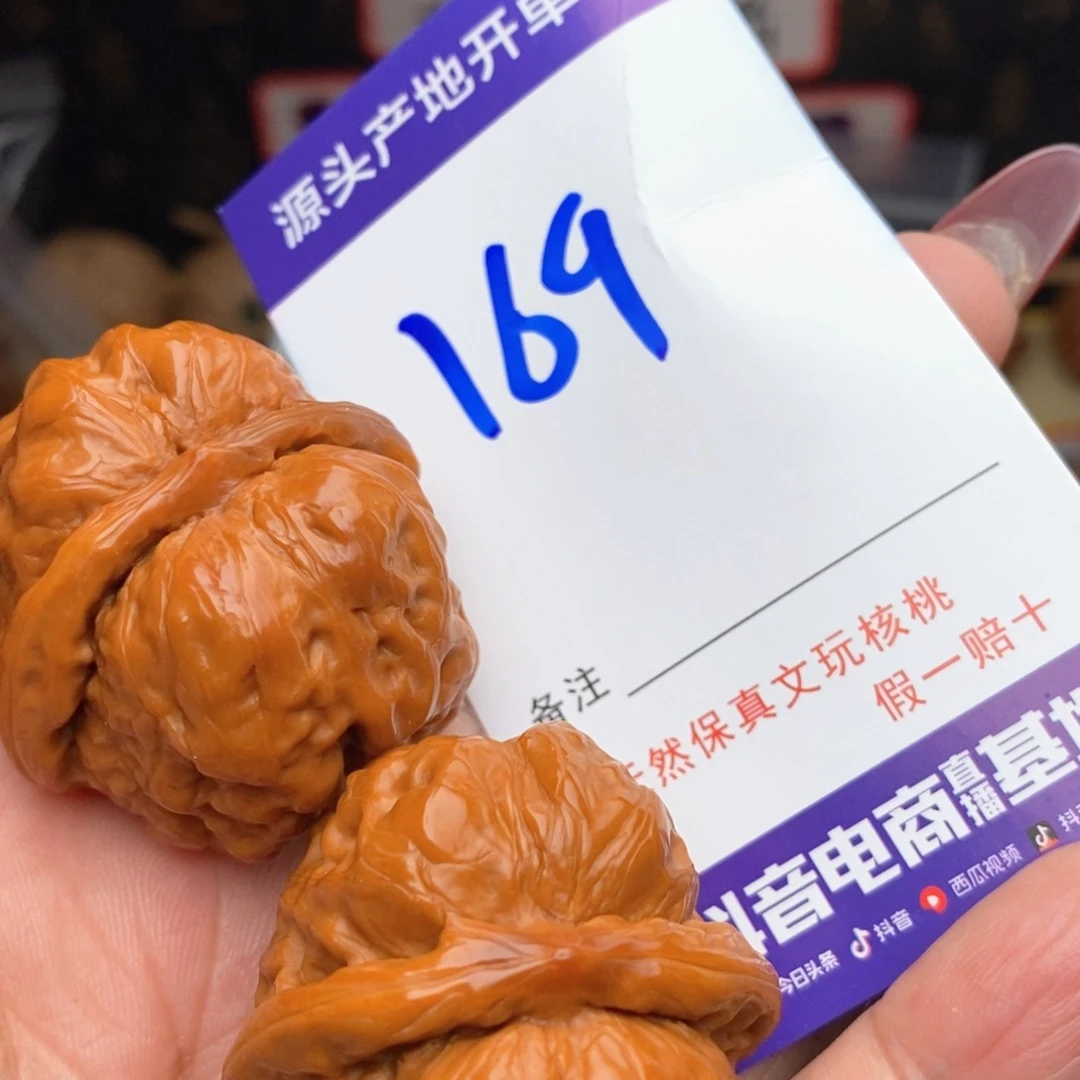 源头产地开单
169
备注
天然保真文玩核桃
假一赔十
抖音电商直播基地
今日头条 抖音 西瓜视频